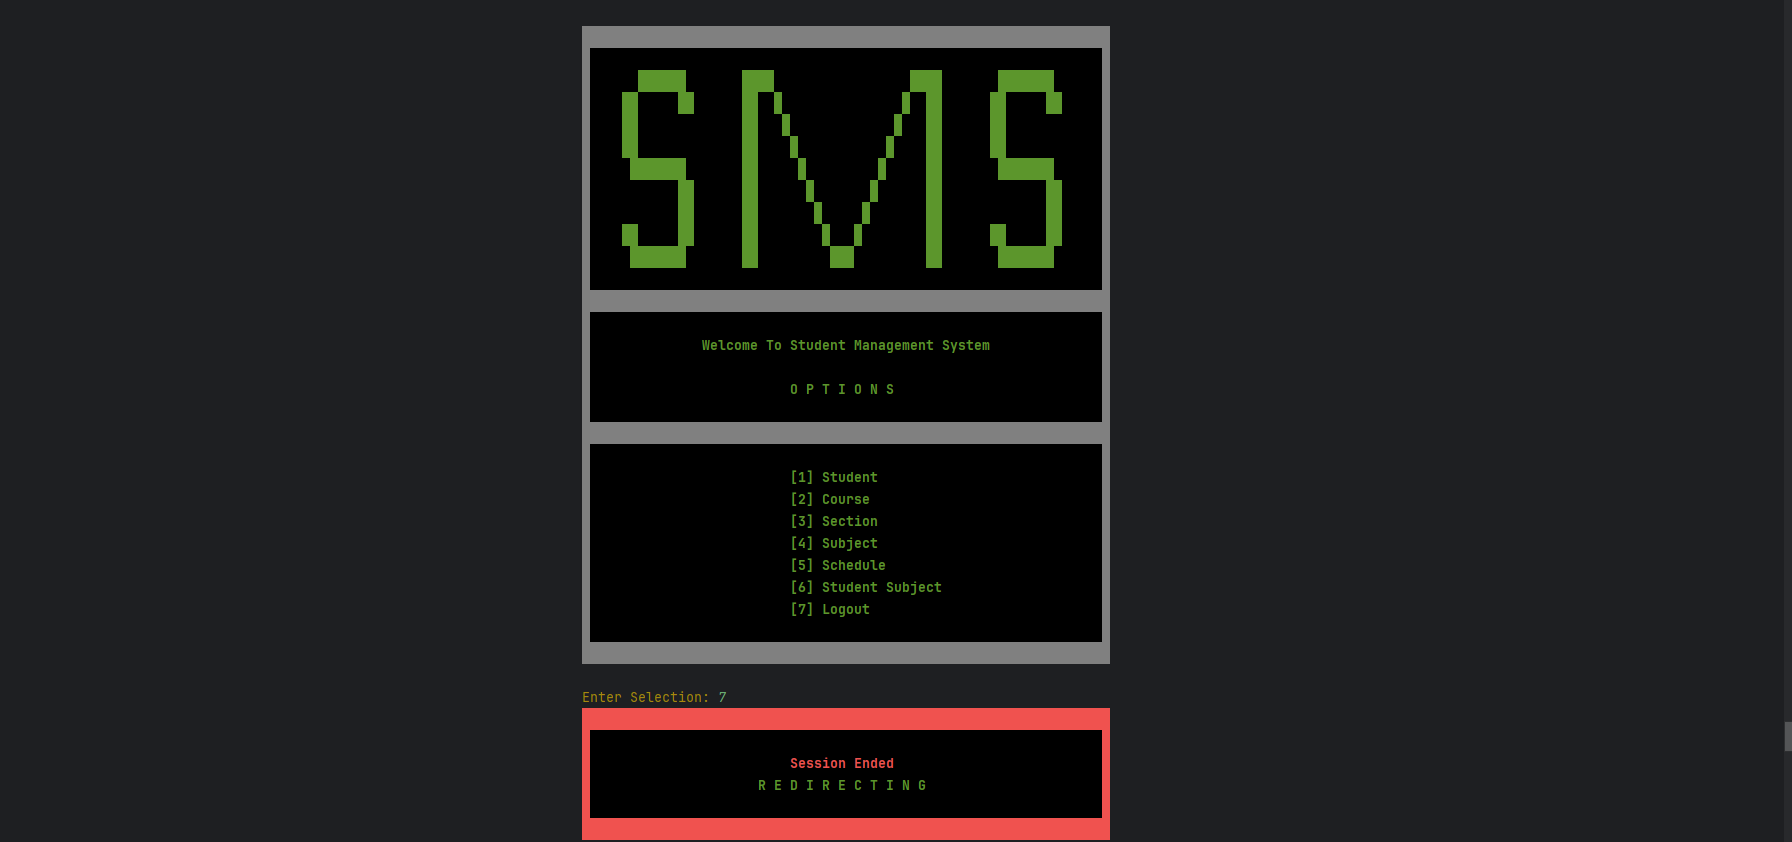 SMS
Welcome To Student Management System
O P T I O N S
[1] Student
[2] Course
[3] Section
[4] Subject
[5] Schedule
[6] Student Subject
[7] Logout
Enter Selection: 7
Session Ended
R E D I R E C T I N G